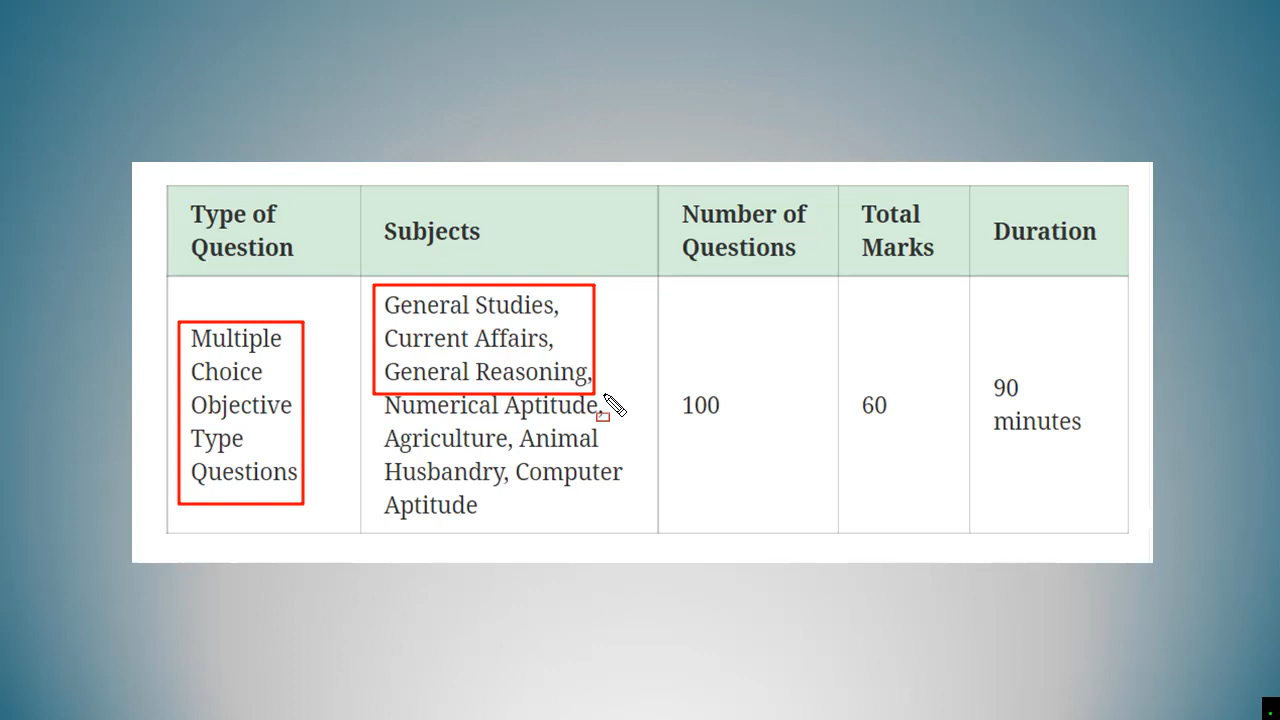 Type of
Question
Subjects
Number of
Questions
Total
Marks
Duration
Multiple
Choice
Objective
Type
Questions
General Studies,
Current Affairs,
General Reasoning,
Numerical Aptitude,
Agriculture, Animal
Husbandry, Computer
Aptitude
100
60
90
minutes